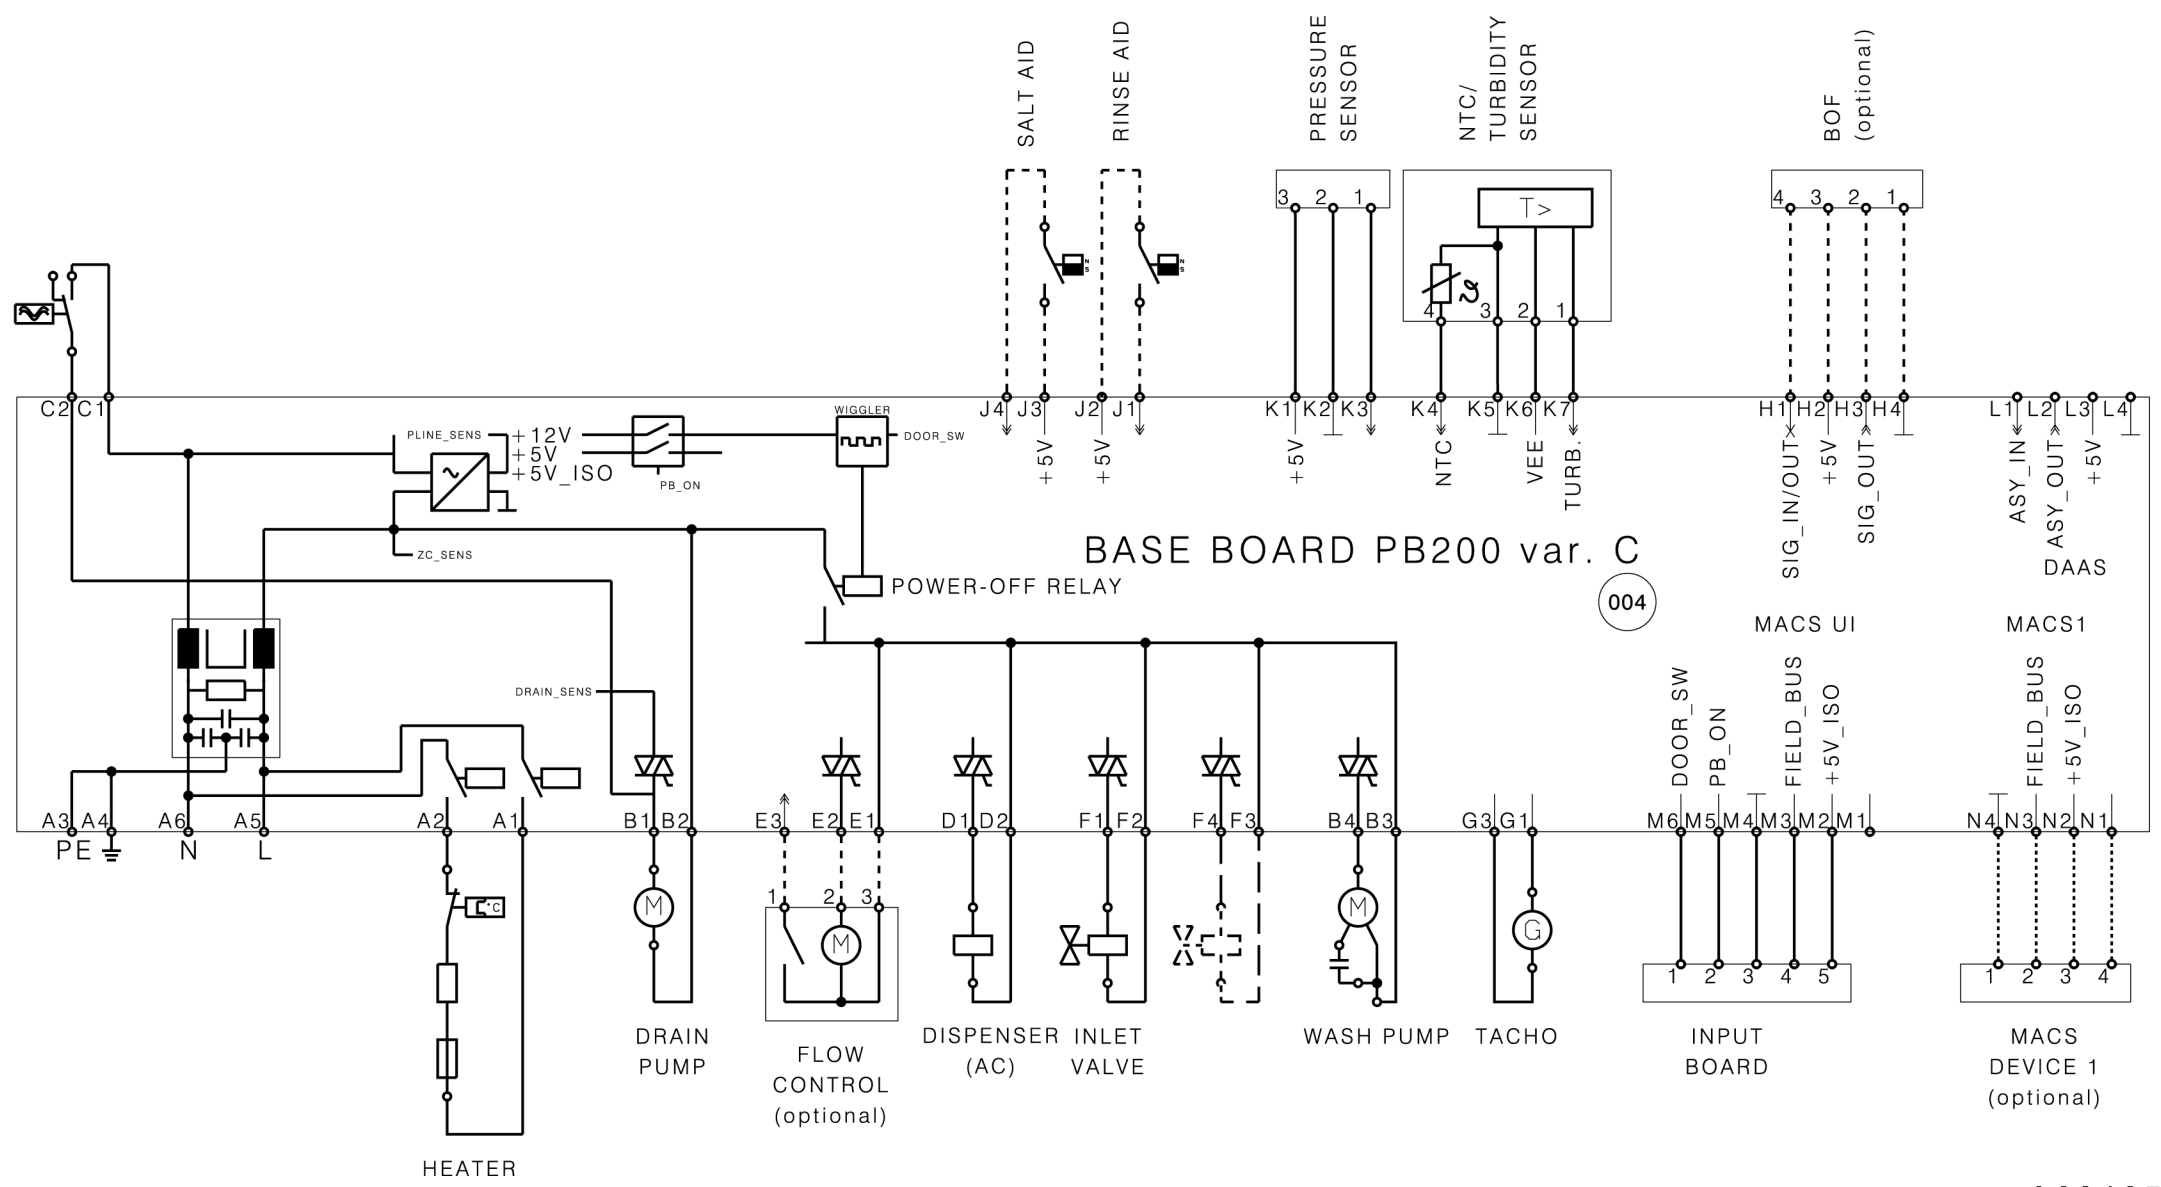 SALT AID
RINSE AID
PRESSURE
SENSOR
NTC/
TURBIDITY
SENSOR
BOF
(optional)
3 2 1
T>
4 3 2 1
4 3 2 1
N
S
N
S
C2 C1
J4 J3 J2 J1
K1 K2 K3
K4 K5 K6 K7
H1 H2 H3 H4
L1 L2 L3 L4
+5V
+5V
+5V
NTC
VEE
TURB.
SIG_IN/OUT
+5V
SIG_OUT
ASY_IN
ASY_OUT
+5V
DAAS
PLINE_SENS
+12V
+5V
+5V_ISO
PB_ON
WIGGLER
DOOR_SW
ZC_SENS
BASE BOARD PB200 var. C
004
POWER-OFF RELAY
MACS UI
MACS1
DRAIN_SENS
DOOR_SW
PB_ON
FIELD_BUS
+5V_ISO
FIELD_BUS
+5V_ISO
A3 A4 A6 A5 A2 A1 B1 B2 E3 E2 E1 D1 D2 F1 F2 F4 F3 B4 B3 G3 G1 M6 M5 M4 M3 M2 M1 N4 N3 N2 N1
PE N L
°C
M
1 2 3
M
M
G
1 2 3 4 5
1 2 3 4
DRAIN
PUMP
FLOW
CONTROL
(optional)
DISPENSER
(AC)
INLET
VALVE
WASH PUMP
TACHO
INPUT
BOARD
MACS
DEVICE 1
(optional)
HEATER